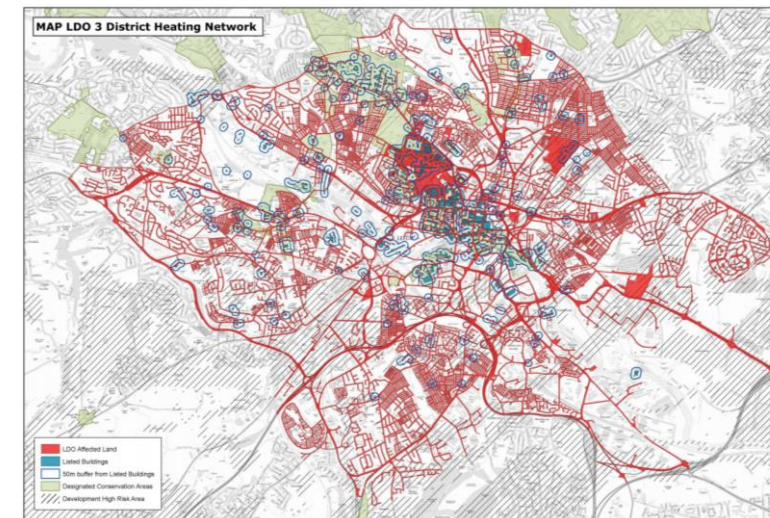 MAP LDO 3 District Heating Network
LDO Affected Land
Listed Buildings
50m buffer from Listed Buildings
Designated Conservation Areas
Development High Risk Area